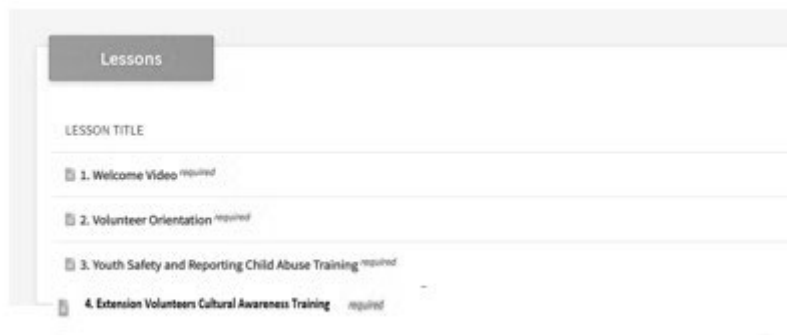 Lessons
LESSON TITLE
1. Welcome Video required
2. Volunteer Orientation required
3. Youth Safety and Reporting Child Abuse Training required
4. Extension Volunteers Cultural Awareness Training required